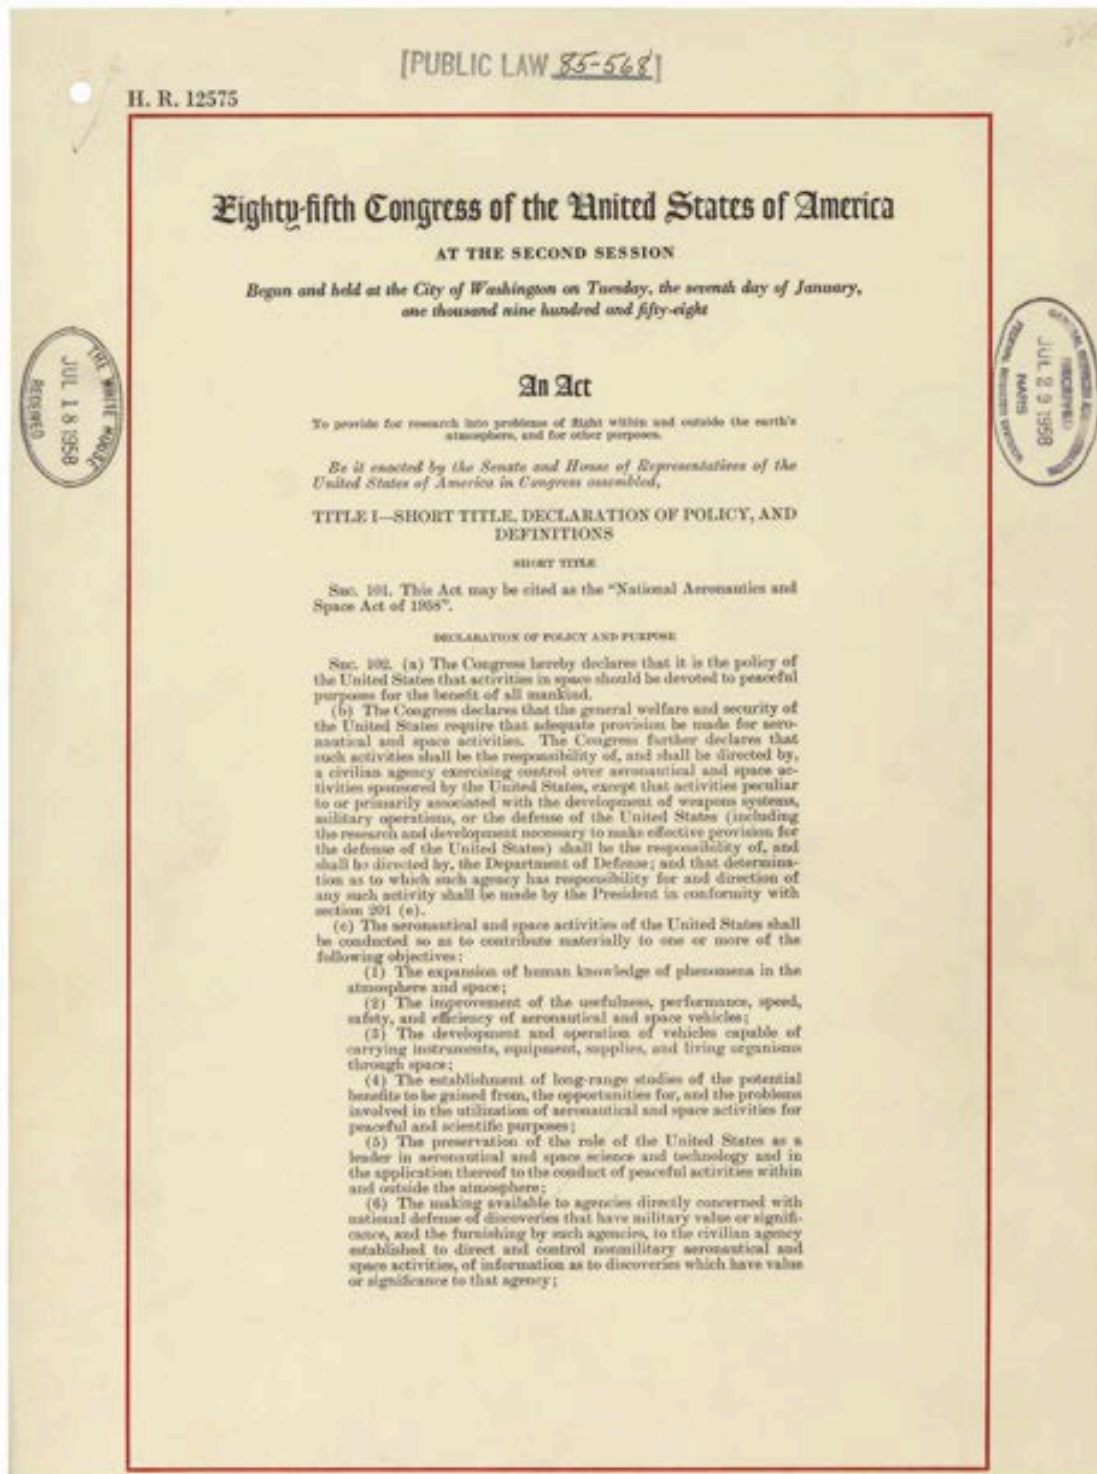 [PUBLIC LAW 85-568]
H. R. 12575
Eighty-fifth Congress of the United States of America
AT THE SECOND SESSION
Begun and held at the City of Washington on Tuesday, the seventh day of January,
one thousand nine hundred and fifty-eight
THE WHITE HOUSE
JUL 18 1958
RECEIVED
RECEIVED
JUL 29 1958
NARS
An Act
To provide for research into problems of flight within and outside the earth's
atmosphere, and for other purposes.
Be it enacted by the Senate and House of Representatives of the
United States of America in Congress assembled,
TITLE I—SHORT TITLE, DECLARATION OF POLICY, AND
DEFINITIONS
SHORT TITLE
SEC. 101. This Act may be cited as the "National Aeronautics and
Space Act of 1958".
DECLARATION OF POLICY AND PURPOSE
SEC. 102. (a) The Congress hereby declares that it is the policy of
the United States that activities in space should be devoted to peaceful
purposes for the benefit of all mankind.
(b) The Congress declares that the general welfare and security of
the United States require that adequate provision be made for aero-
nautical and space activities. The Congress further declares that
such activities shall be the responsibility of, and shall be directed by,
a civilian agency exercising control over aeronautical and space ac-
tivities sponsored by the United States, except that activities peculiar
to or primarily associated with the development of weapons systems,
military operations, or the defense of the United States (including
the research and development necessary to make effective provision for
the defense of the United States) shall be the responsibility of, and
shall be directed by, the Department of Defense; and that determina-
tion as to which such agency has responsibility for and direction of
any such activity shall be made by the President in conformity with
section 201 (e).
(c) The aeronautical and space activities of the United States shall
be conducted so as to contribute materially to one or more of the
following objectives:
(1) The expansion of human knowledge of phenomena in the
atmosphere and space;
(2) The improvement of the usefulness, performance, speed,
safety, and efficiency of aeronautical and space vehicles;
(3) The development and operation of vehicles capable of
carrying instruments, equipment, supplies, and living organisms
through space;
(4) The establishment of long-range studies of the potential
benefits to be gained from, the opportunities for, and the problems
involved in the utilization of aeronautical and space activities for
peaceful and scientific purposes;
(5) The preservation of the role of the United States as a
leader in aeronautical and space science and technology and in
the application thereof to the conduct of peaceful activities within
and outside the atmosphere;
(6) The making available to agencies directly concerned with
national defense of discoveries that have military value or signifi-
cance, and the furnishing by such agencies, to the civilian agency
established to direct and control nonmilitary aeronautical and
space activities, of information as to discoveries which have value
or significance to that agency;